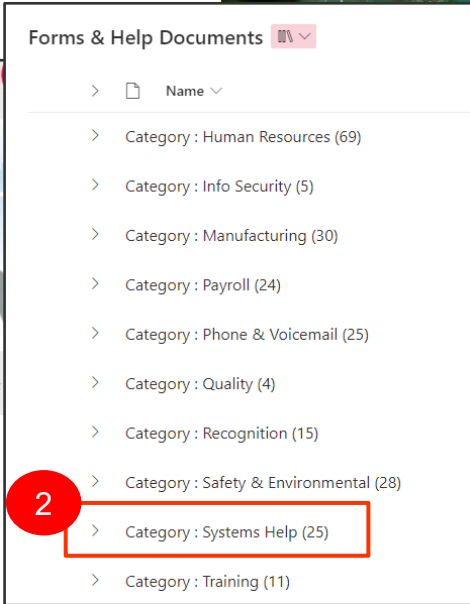 Forms & Help Documents
Name
Category : Human Resources (69)
Category : Info Security (5)
Category : Manufacturing (30)
Category : Payroll (24)
Category : Phone & Voicemail (25)
Category : Quality (4)
Category : Recognition (15)
Category : Safety & Environmental (28)
2
Category : Systems Help (25)
Category : Training (11)